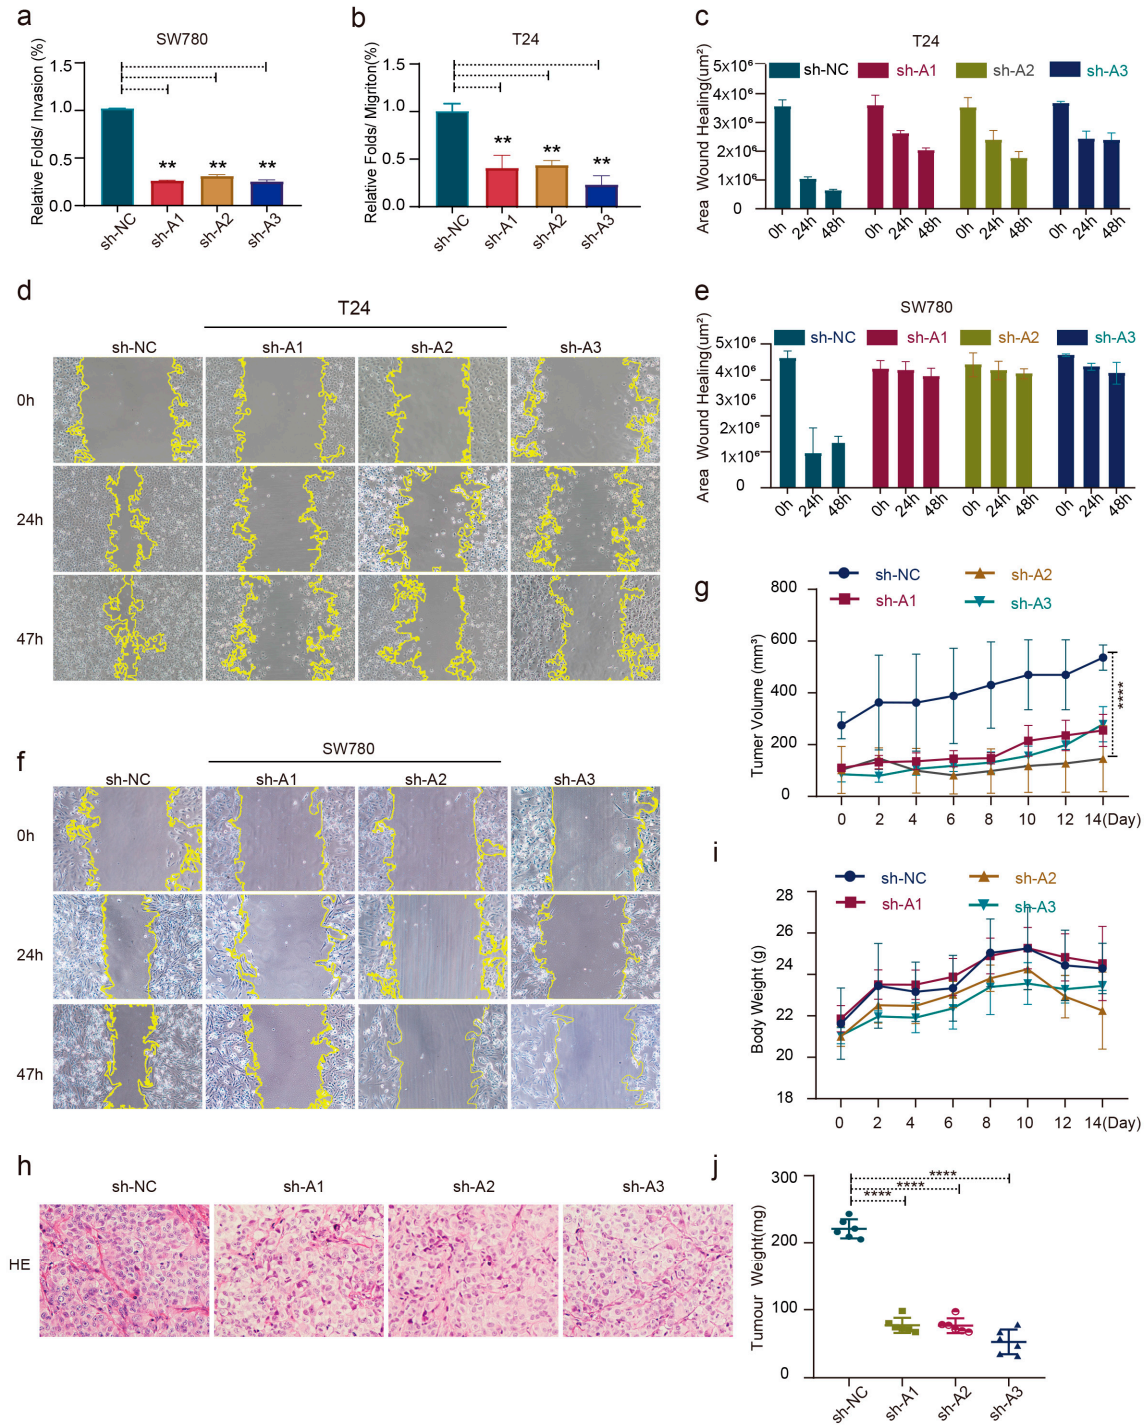 a
SW780
Relative Folds/ Invasion (%)
1.5
1.0
0.5
0.0
** ** **
sh-NC sh-A1 sh-A2 sh-A3
b
T24
Relative Folds/ Migriton(%)
1.5
1.0
0.5
0.0
** ** **
sh-NC sh-A1 sh-A2 sh-A3
c
T24
Area Wound Healing(um²)
sh-NC sh-A1 sh-A2 sh-A3
5x10⁶
4x10⁶
3x10⁶
2x10⁶
1x10⁶
0
0h 24h 48h 0h 24h 48h 0h 24h 48h 0h 24h 48h
d
T24
sh-NC sh-A1 sh-A2 sh-A3
0h
24h
47h
e
SW780
Area Wound Healing(um²)
sh-NC sh-A1 sh-A2 sh-A3
5x10⁶
4x10⁶
2x10⁶
1x10⁶
0
0h 24h 48h 0h 24h 48h 0h 24h 48h 0h 24h 48h
f
SW780
sh-NC sh-A1 sh-A2 sh-A3
0h
24h
47h
g
sh-NC sh-A2
sh-A1 sh-A3
Tumer Volume (mm³)
800
600
400
200
0
****
0 2 4 6 8 10 12 14(Day)
i
sh-NC sh-A2
sh-A1 sh-A3
Body Weight (g)
28
26
24
22
20
18
0 2 4 6 8 10 12 14(Day)
h
sh-NC sh-A1 sh-A2 sh-A3
HE
j
Tumour Weight(mg)
300
200
100
0
****
****
****
sh-NC sh-A1 sh-A2 sh-A3